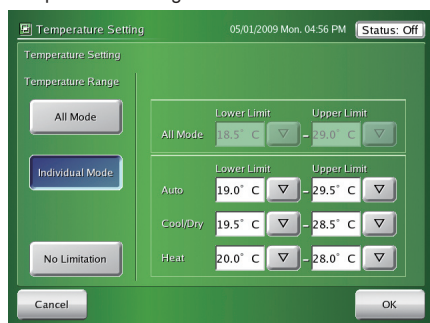 Temperature Setting 05/01/2009 Mon. 04:56 PM Status: Off
Temperature Setting
Temperature Range
All Mode
Individual Mode
No Limitation
Lower Limit Upper Limit
All Mode 18.5° C – 29.0° C
Lower Limit Upper Limit
Auto 19.0° C – 29.5° C
Cool/Dry 19.5° C – 28.5° C
Heat 20.0° C – 28.0° C
Cancel OK